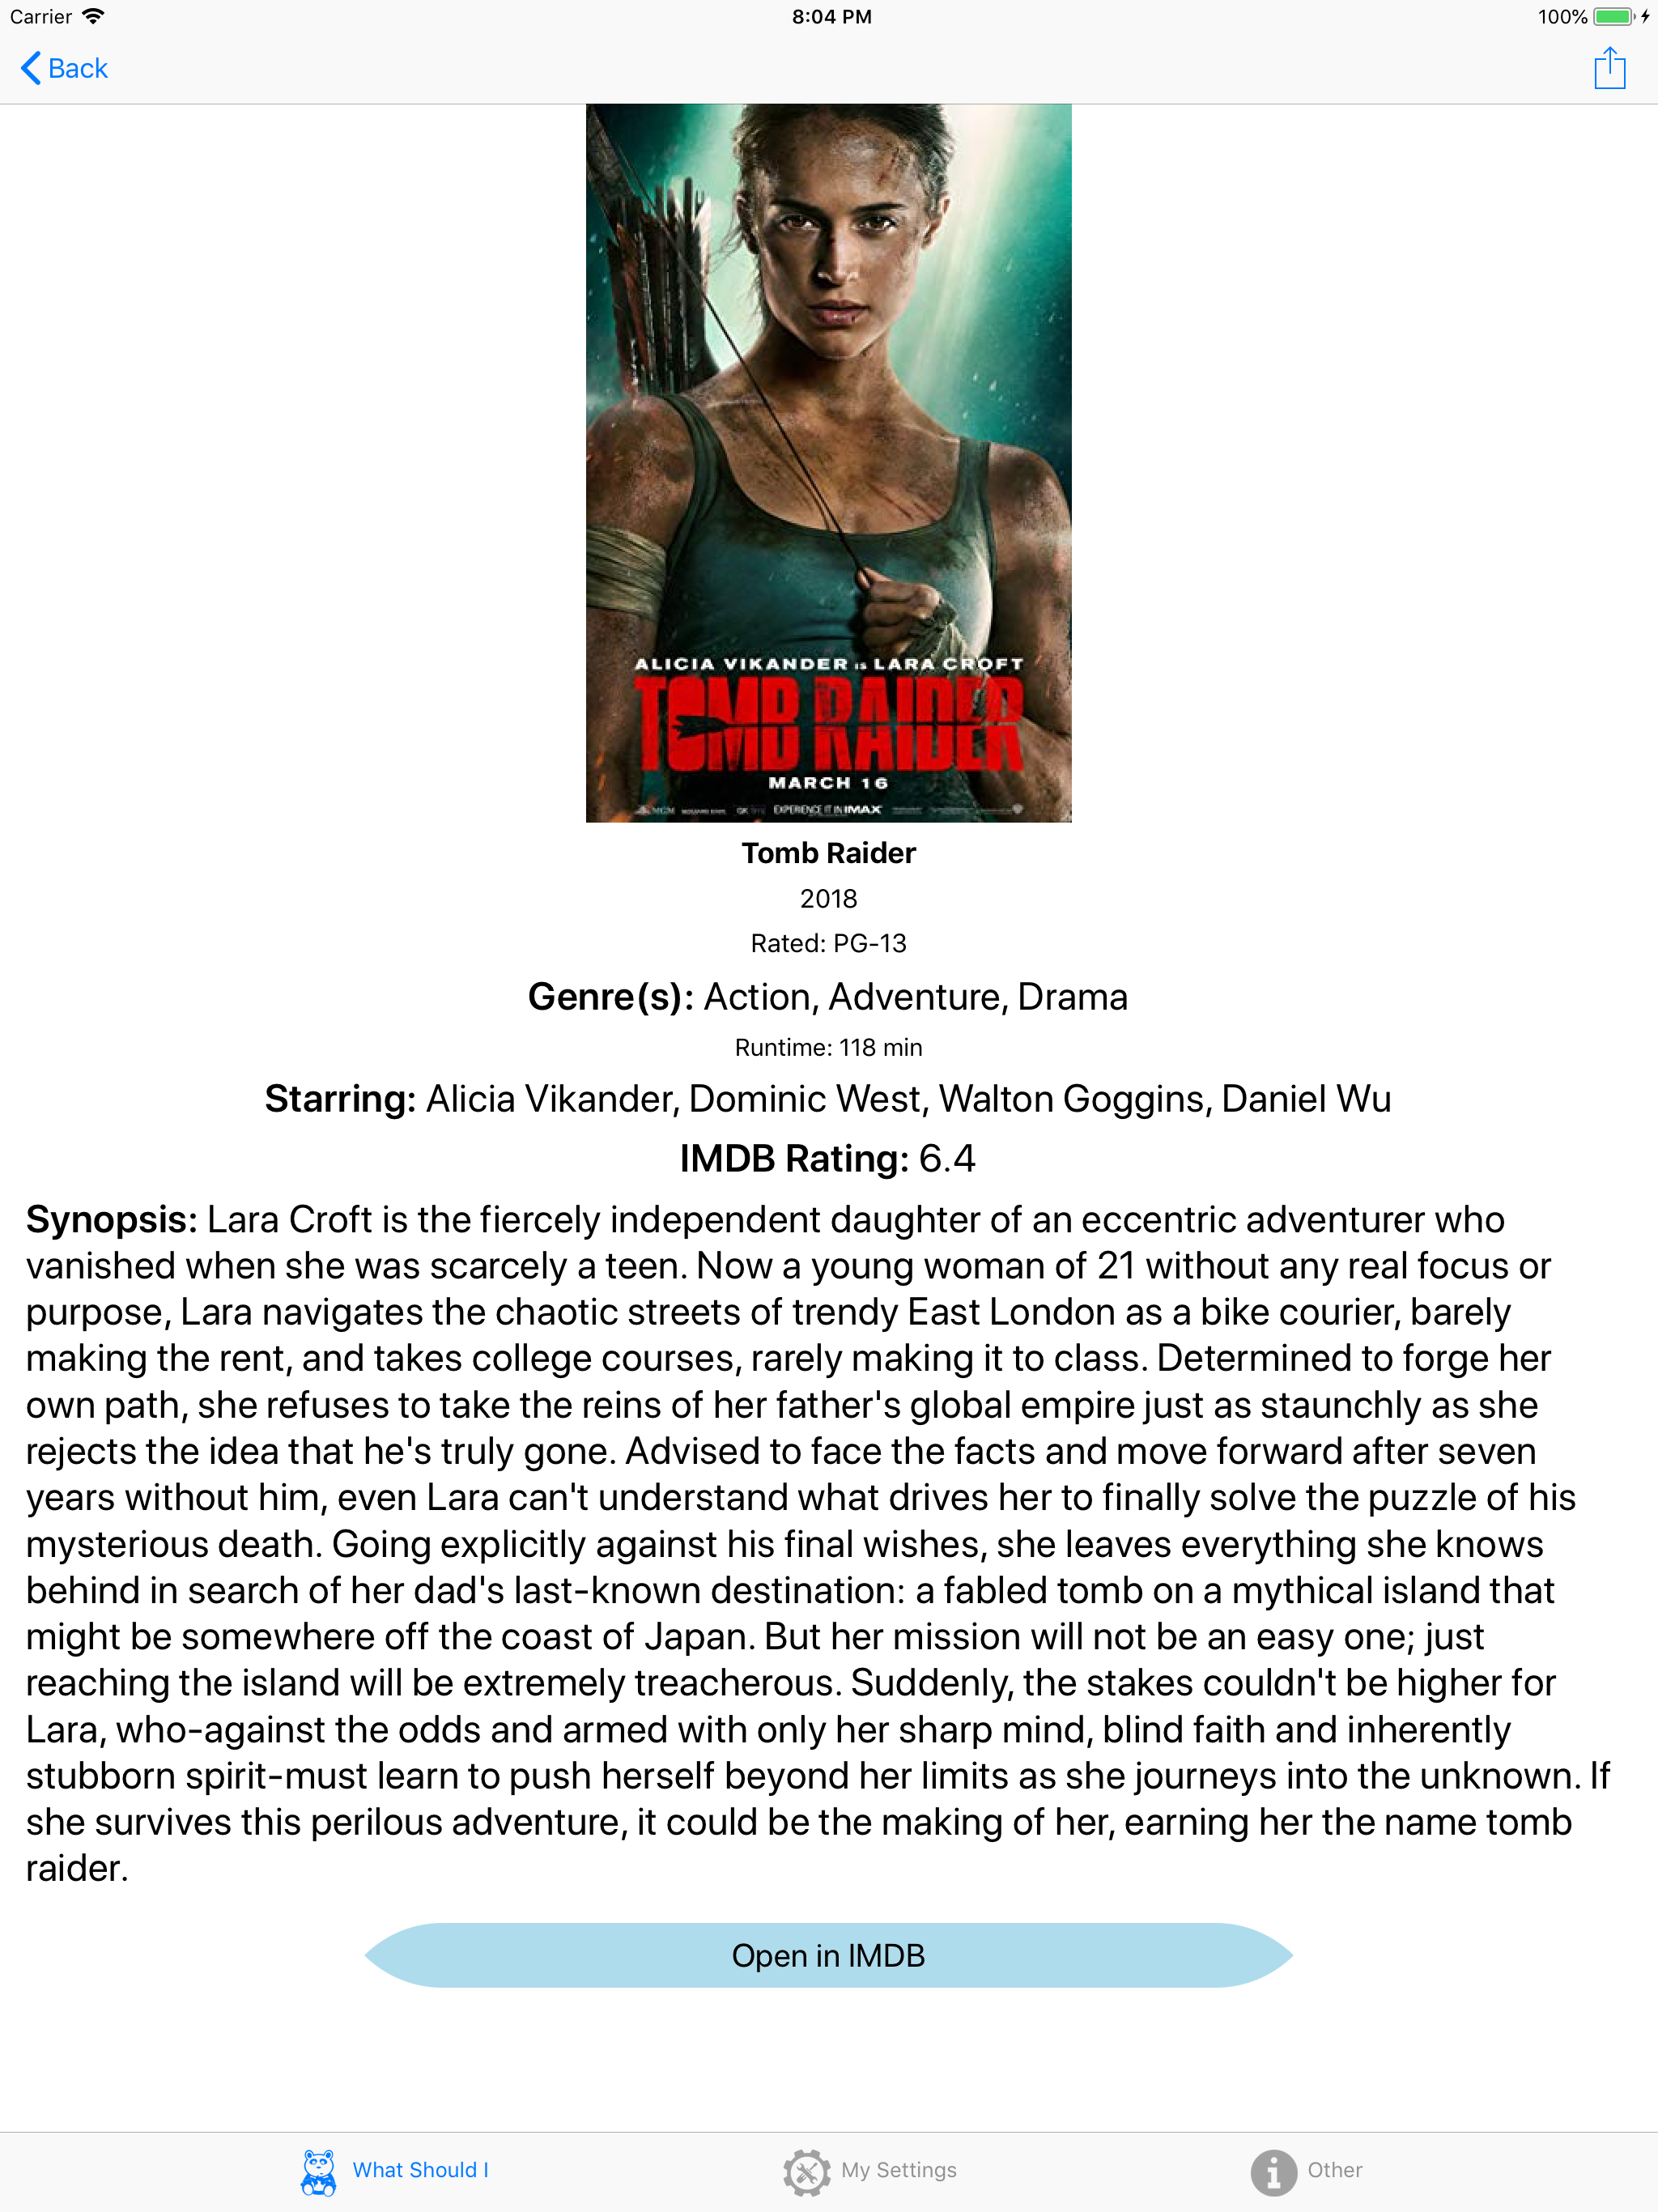 Carrier
8:04 PM
100%
Back
ALICIA VIKANDER IS LARA CROFT
TOMB RAIDER
MARCH 16
EXPERIENCE IT IN IMAX
Tomb Raider
2018
Rated: PG-13
Genre(s): Action, Adventure, Drama
Runtime: 118 min
Starring: Alicia Vikander, Dominic West, Walton Goggins, Daniel Wu
IMDB Rating: 6.4
Synopsis: Lara Croft is the fiercely independent daughter of an eccentric adventurer who
vanished when she was scarcely a teen. Now a young woman of 21 without any real focus or
purpose, Lara navigates the chaotic streets of trendy East London as a bike courier, barely
making the rent, and takes college courses, rarely making it to class. Determined to forge her
own path, she refuses to take the reins of her father's global empire just as staunchly as she
rejects the idea that he's truly gone. Advised to face the facts and move forward after seven
years without him, even Lara can't understand what drives her to finally solve the puzzle of his
mysterious death. Going explicitly against his final wishes, she leaves everything she knows
behind in search of her dad's last-known destination: a fabled tomb on a mythical island that
might be somewhere off the coast of Japan. But her mission will not be an easy one; just
reaching the island will be extremely treacherous. Suddenly, the stakes couldn't be higher for
Lara, who-against the odds and armed with only her sharp mind, blind faith and inherently
stubborn spirit-must learn to push herself beyond her limits as she journeys into the unknown. If
she survives this perilous adventure, it could be the making of her, earning her the name tomb
raider.
Open in IMDB
What Should I
My Settings
Other